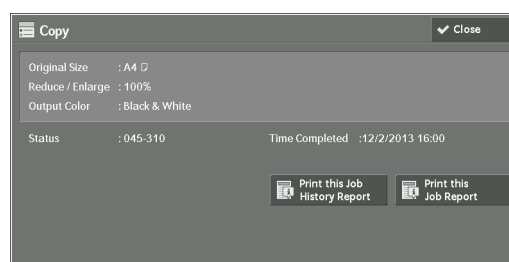 Copy
Close
Original Size : A4
Reduce / Enlarge : 100%
Output Color : Black & White
Status : 045-310
Time Completed :12/2/2013 16:00
Print this Job
History Report
Print this
Job Report